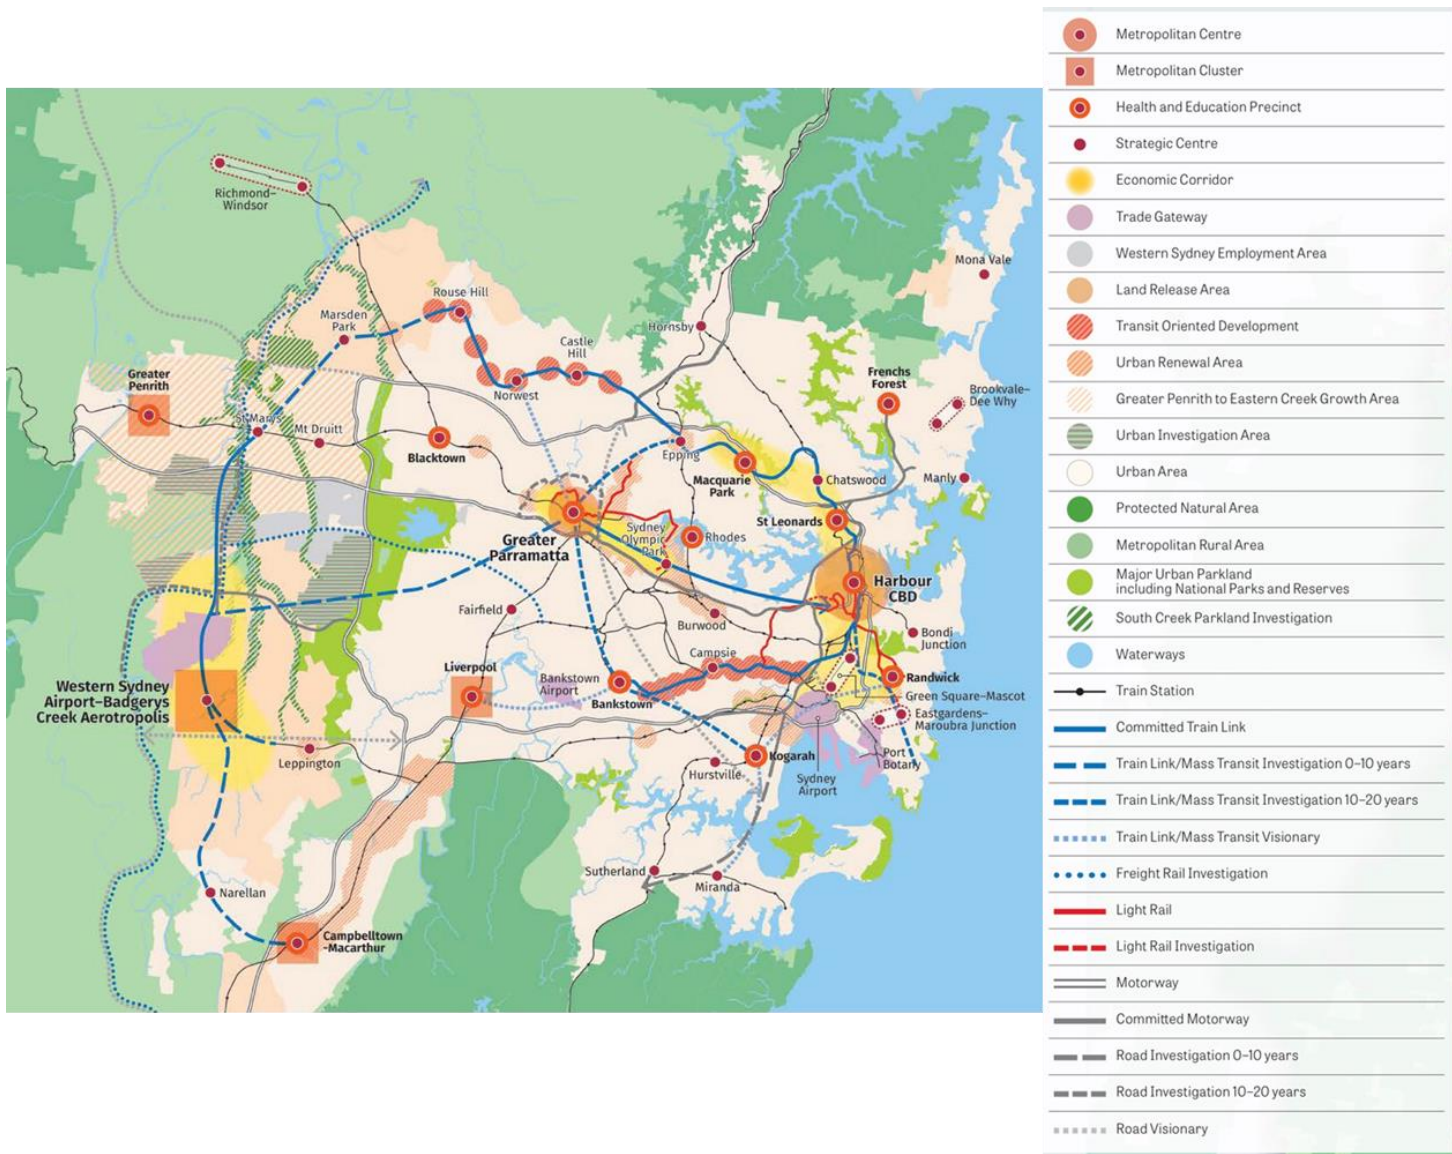 Richmond–
Windsor
Mona Vale
Rouse Hill
Marsden
Park
Hornsby
Castle
Hill
Greater
Penrith
Frenchs
Forest
Brookvale–
Dee Why
Norwest
St Marys
Mt Druitt
Blacktown
Epping
Macquarie
Park
Chatswood
Manly
St Leonards
Greater
Parramatta
Sydney
Olympic
Park
Rhodes
Harbour
CBD
Fairfield
Burwood
Bondi
Junction
Campsie
Liverpool
Bankstown
Airport
Bankstown
Randwick
Green Square–Mascot
Eastgardens–
Maroubra Junction
Western Sydney
Airport–Badgerys
Creek Aerotropolis
Leppington
Kogarah
Hurstville
Sydney
Airport
Port
Botany
Sutherland
Miranda
Narellan
Campbelltown
-Macarthur
Metropolitan Centre
Metropolitan Cluster
Health and Education Precinct
Strategic Centre
Economic Corridor
Trade Gateway
Western Sydney Employment Area
Land Release Area
Transit Oriented Development
Urban Renewal Area
Greater Penrith to Eastern Creek Growth Area
Urban Investigation Area
Urban Area
Protected Natural Area
Metropolitan Rural Area
Major Urban Parkland
including National Parks and Reserves
South Creek Parkland Investigation
Waterways
Train Station
Committed Train Link
Train Link/Mass Transit Investigation 0–10 years
Train Link/Mass Transit Investigation 10–20 years
Train Link/Mass Transit Visionary
Freight Rail Investigation
Light Rail
Light Rail Investigation
Motorway
Committed Motorway
Road Investigation 0–10 years
Road Investigation 10–20 years
Road Visionary